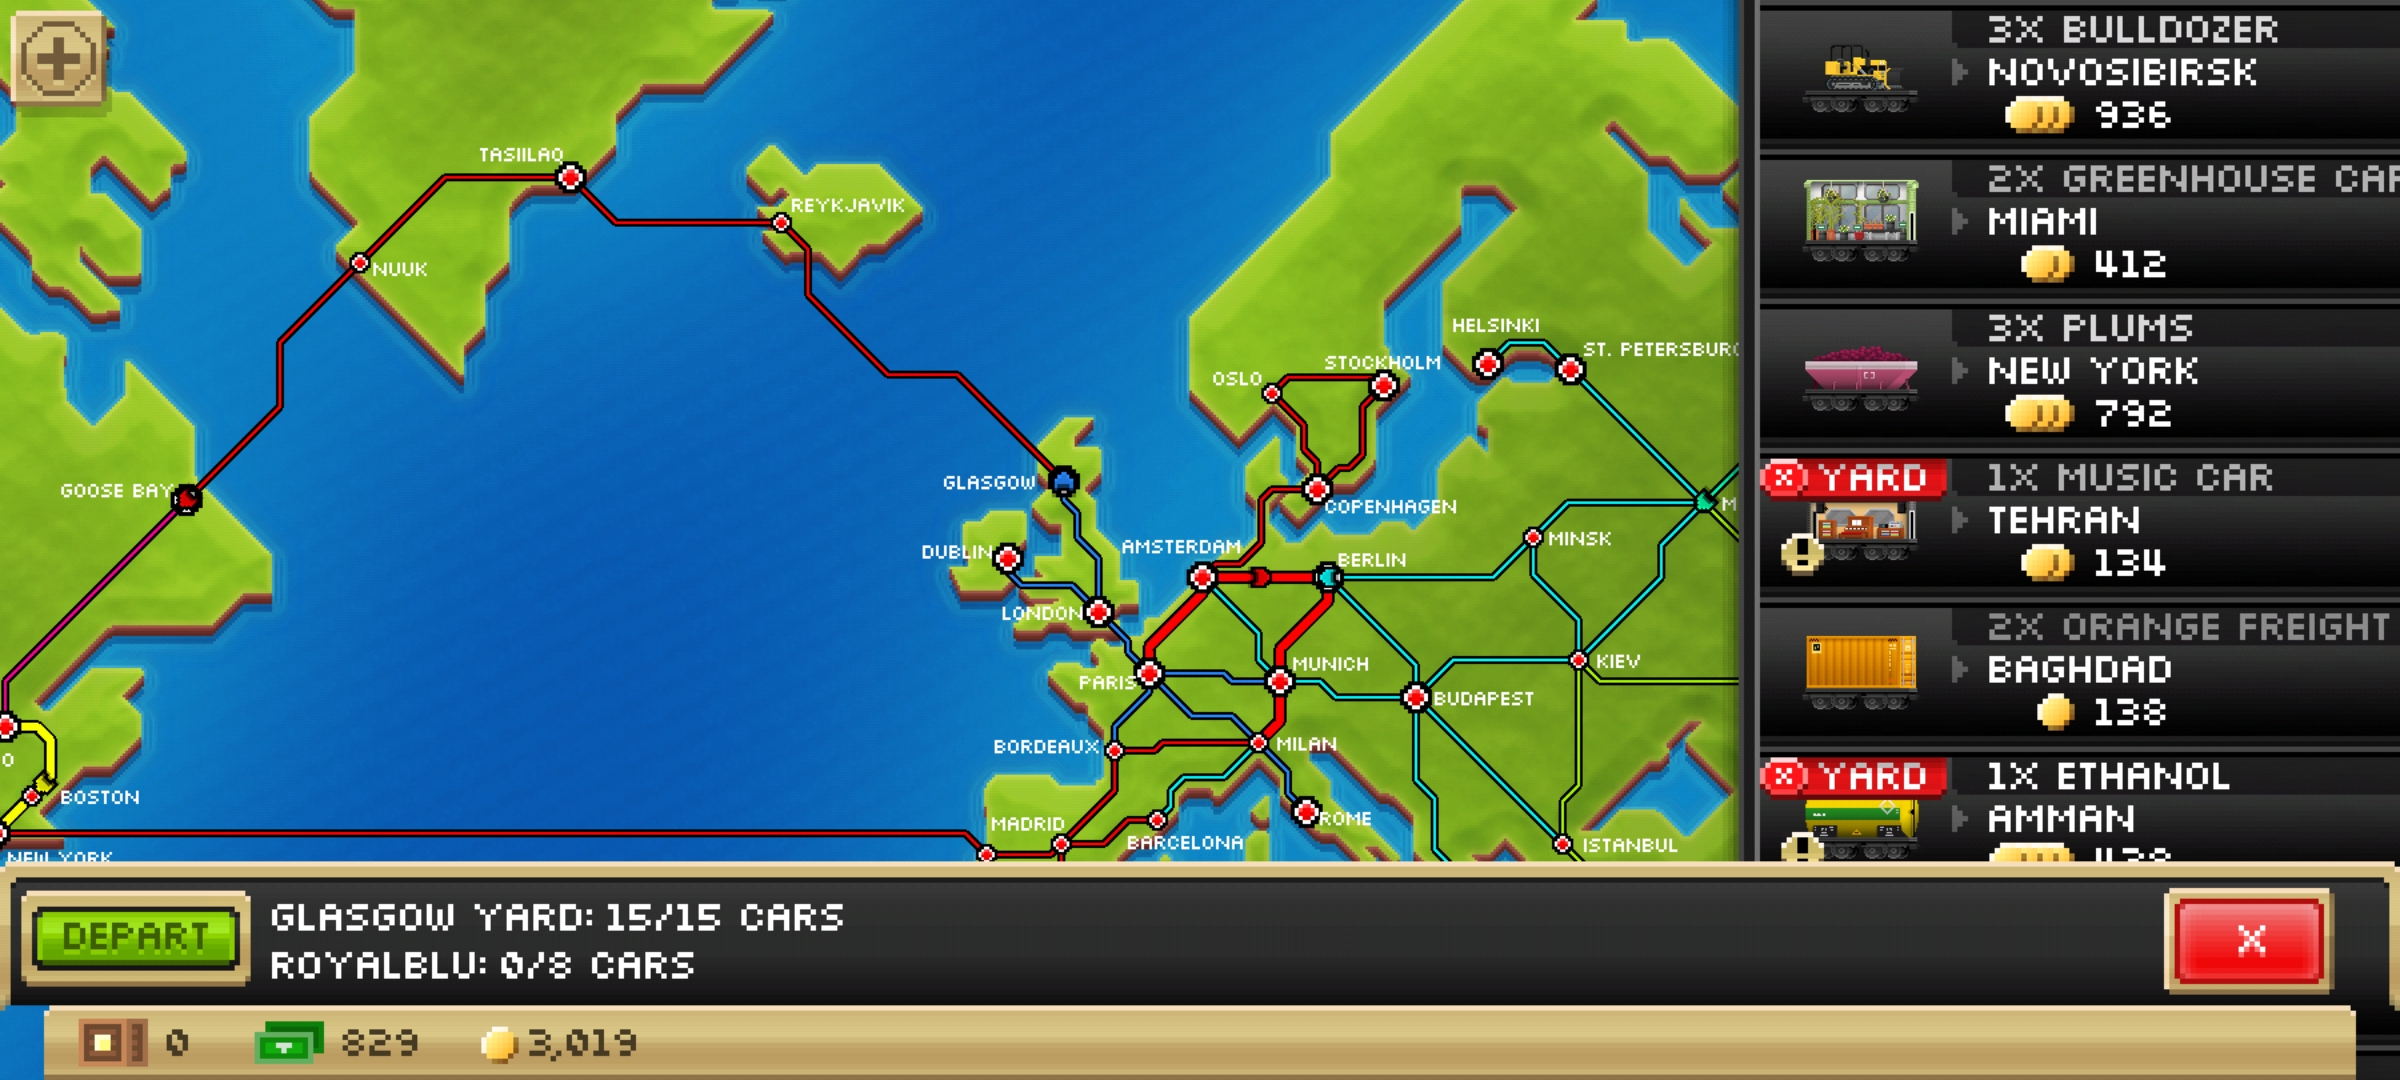 TASIILAQ
REYKJAVIK
NUUK
GOOSE BAY
GLASGOW
DUBLIN
LONDON
HELSINKI
ST. PETERSBURG
STOCKHOLM
OSLO
COPENHAGEN
AMSTERDAM
BERLIN
MINSK
M
MUNICH
KIEV
PARIS
BUDAPEST
BORDEAUX
MILAN
O
BOSTON
MADRID
BARCELONA
ROME
ISTANBUL
NEW YORK
3X BULLDOZER
NOVOSIBIRSK
936
2X GREENHOUSE CAR
MIAMI
412
3X PLUMS
NEW YORK
792
YARD
1X MUSIC CAR
TEHRAN
134
2X ORANGE FREIGHT
BAGHDAD
138
YARD
1X ETHANOL
AMMAN
DEPART
GLASGOW YARD: 15/15 CARS
ROYALBLU: 0/8 CARS
X
0
829
3,019